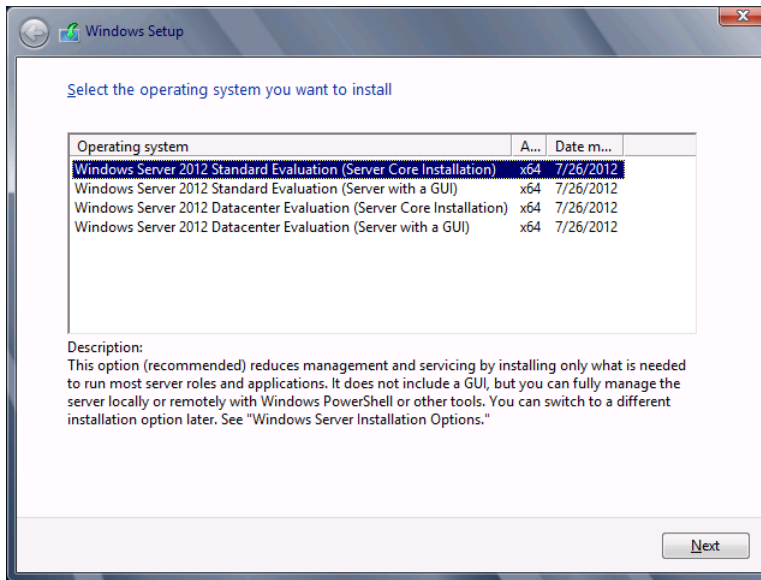 Windows Setup
Select the operating system you want to install
Operating system A... Date m...
Windows Server 2012 Standard Evaluation (Server Core Installation) x64 7/26/2012
Windows Server 2012 Standard Evaluation (Server with a GUI) x64 7/26/2012
Windows Server 2012 Datacenter Evaluation (Server Core Installation) x64 7/26/2012
Windows Server 2012 Datacenter Evaluation (Server with a GUI) x64 7/26/2012
Description:
This option (recommended) reduces management and servicing by installing only what is needed
to run most server roles and applications. It does not include a GUI, but you can fully manage the
server locally or remotely with Windows PowerShell or other tools. You can switch to a different
installation option later. See "Windows Server Installation Options."
Next